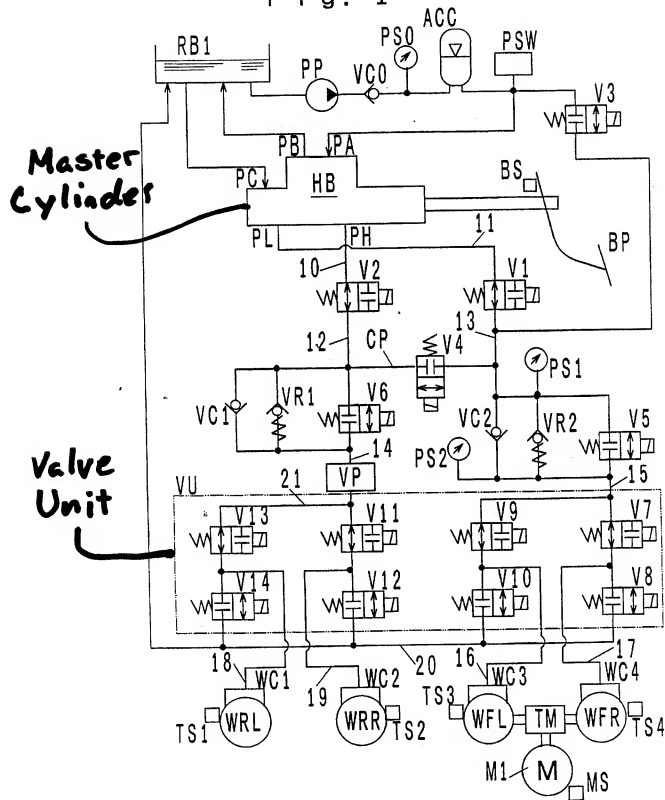 Fig. 1
ACC
RB1
PS0
PSW
PP
VC0
V3
PB
PA
Master
Cylinder
PC
HB
BS
PL
PH
11
BP
10
V2
V1
13
12
CP
V4
PS1
VC1
VR1
V6
VC2
VR2
V5
PS2
14
Valve
Unit
VP
15
VU
21
V13
V11
V9
V7
V14
V12
V10
V8
18
WC1
19
WC2
20
16
WC3
17
WC4
TS3
TS1
WRL
WRR
TS2
WFL
TM
WFR
TS4
M1
M
MS